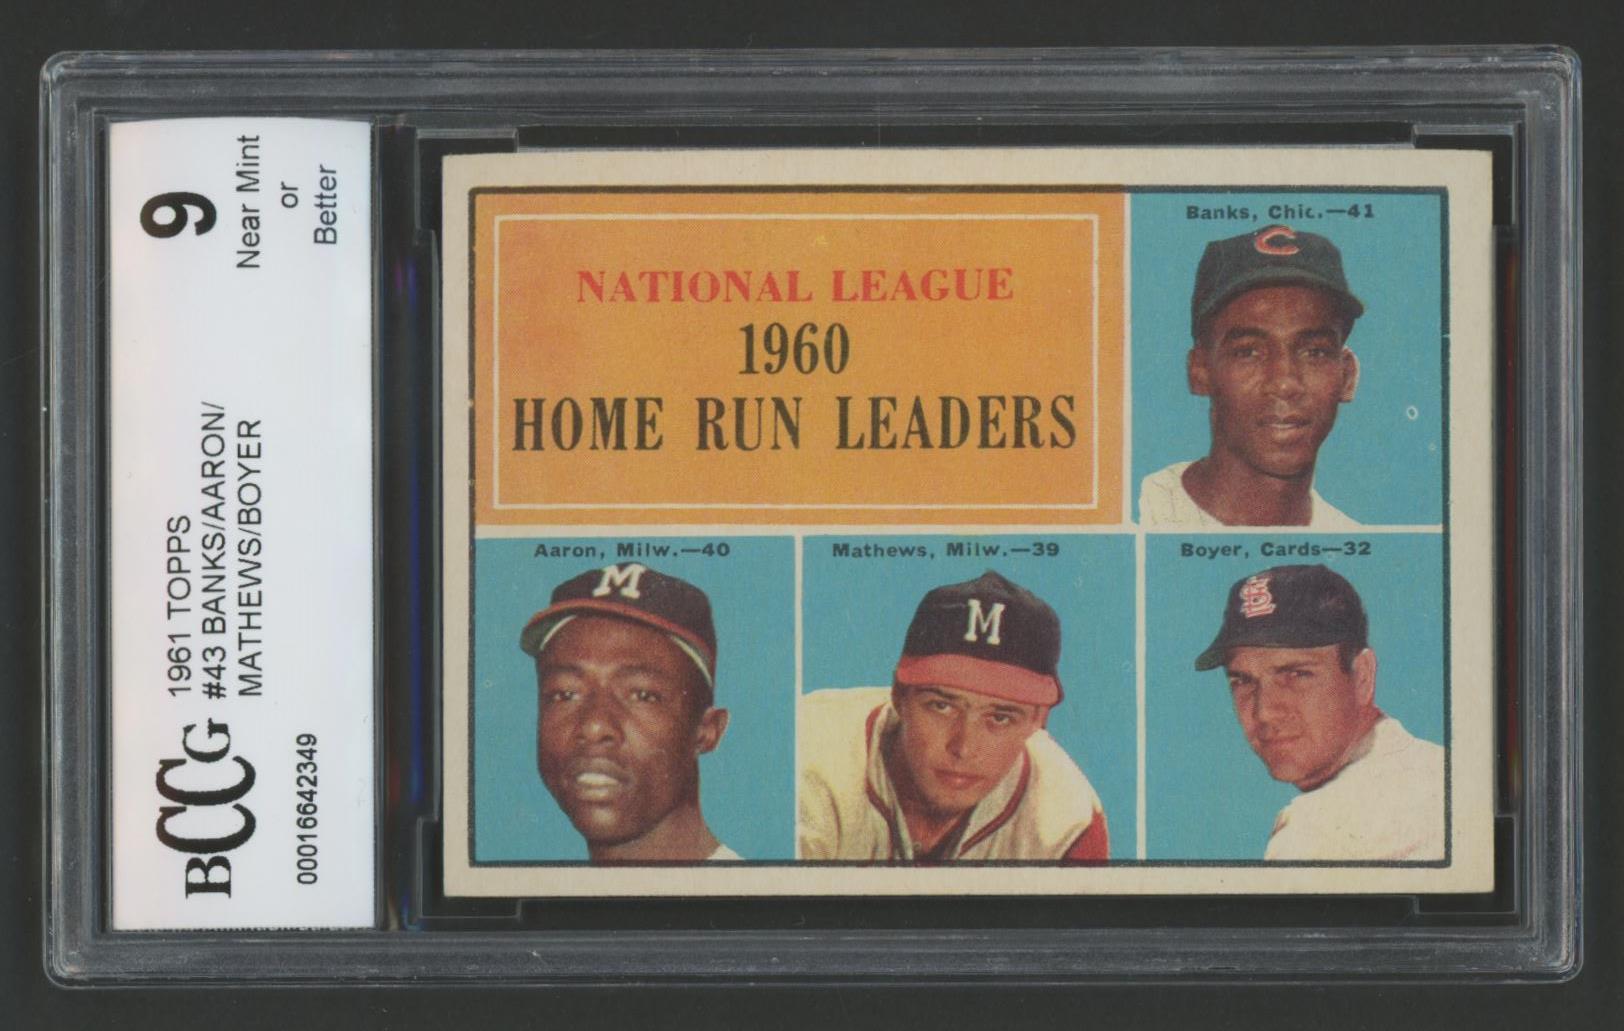 9
Near Mint
or
Better
1961 TOPPS
#43 BANKS/AARON/
MATHEWS/BOYER
BCCG
00016642349
NATIONAL LEAGUE
1960
HOME RUN LEADERS
Banks, Chic.—41
C
Aaron, Milw.—40
M
Mathews, Milw.—39
M
Boyer, Cards—32
STL